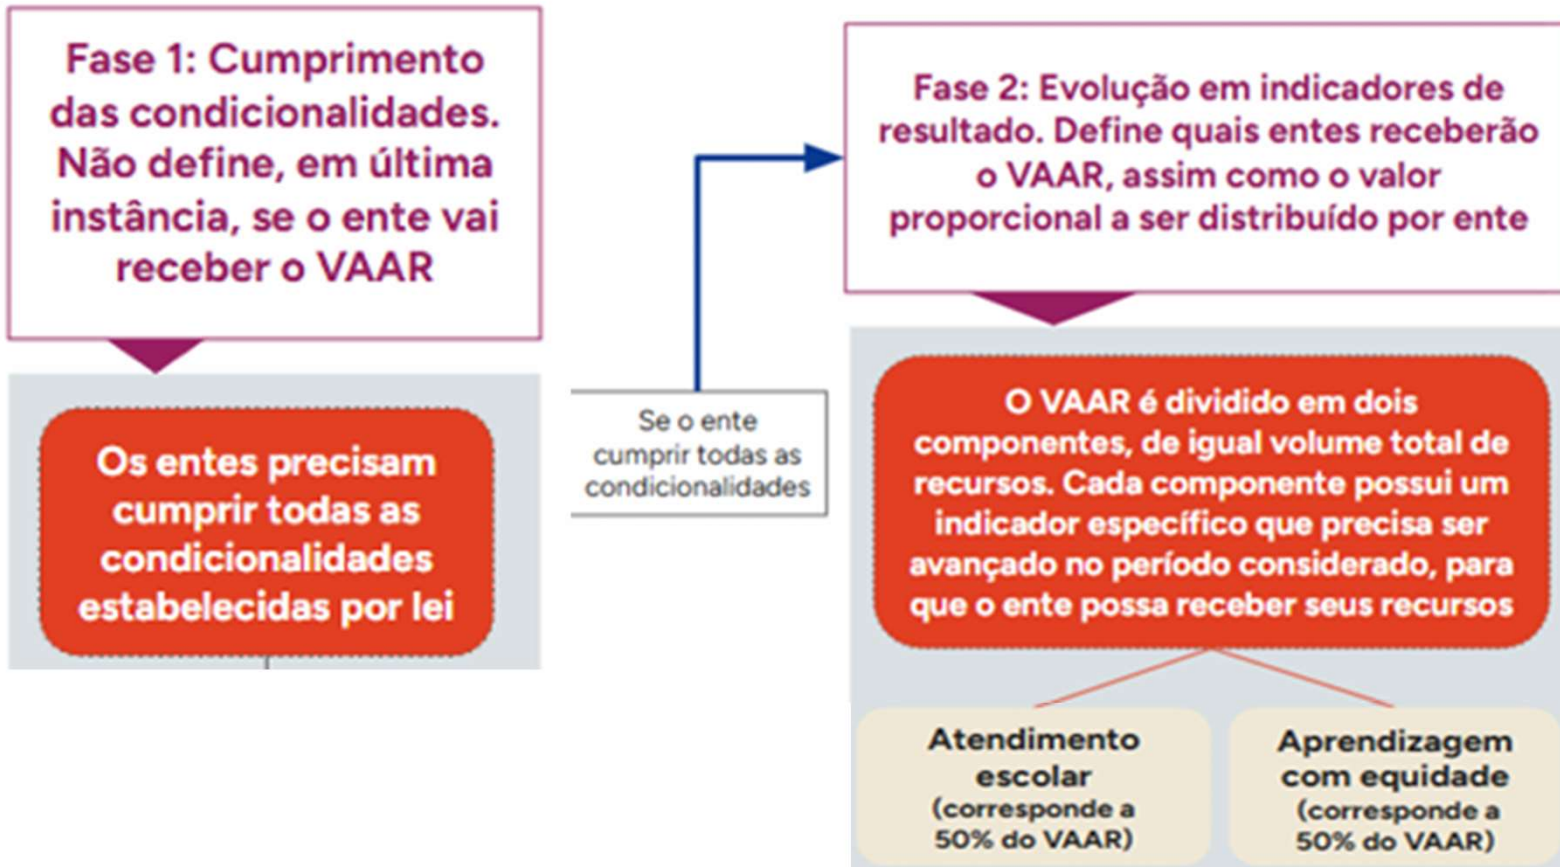 Fase 1: Cumprimento
das condicionalidades.
Não define, em última
instância, se o ente vai
receber o VAAR
Os entes precisam
cumprir todas as
condicionalidades
estabelecidas por lei
Se o ente
cumprir todas as
condicionalidades
Fase 2: Evolução em indicadores de
resultado. Define quais entes receberão
o VAAR, assim como o valor
proporcional a ser distribuído por ente
O VAAR é dividido em dois
componentes, de igual volume total de
recursos. Cada componente possui um
indicador específico que precisa ser
avançado no período considerado, para
que o ente possa receber seus recursos
Atendimento
escolar
(corresponde a
50% do VAAR)
Aprendizagem
com equidade
(corresponde a
50% do VAAR)